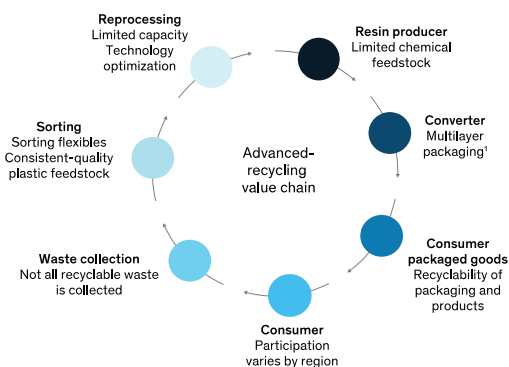 Reprocessing
Limited capacity
Technology
optimization
Resin producer
Limited chemical
feedstock
Converter
Multilayer
packaging¹
Consumer
packaged goods
Recyclability of
packaging and
products
Consumer
Participation
varies by region
Waste collection
Not all recyclable waste
is collected
Sorting
Sorting flexibles
Consistent-quality
plastic feedstock
Advanced-
recycling
value chain